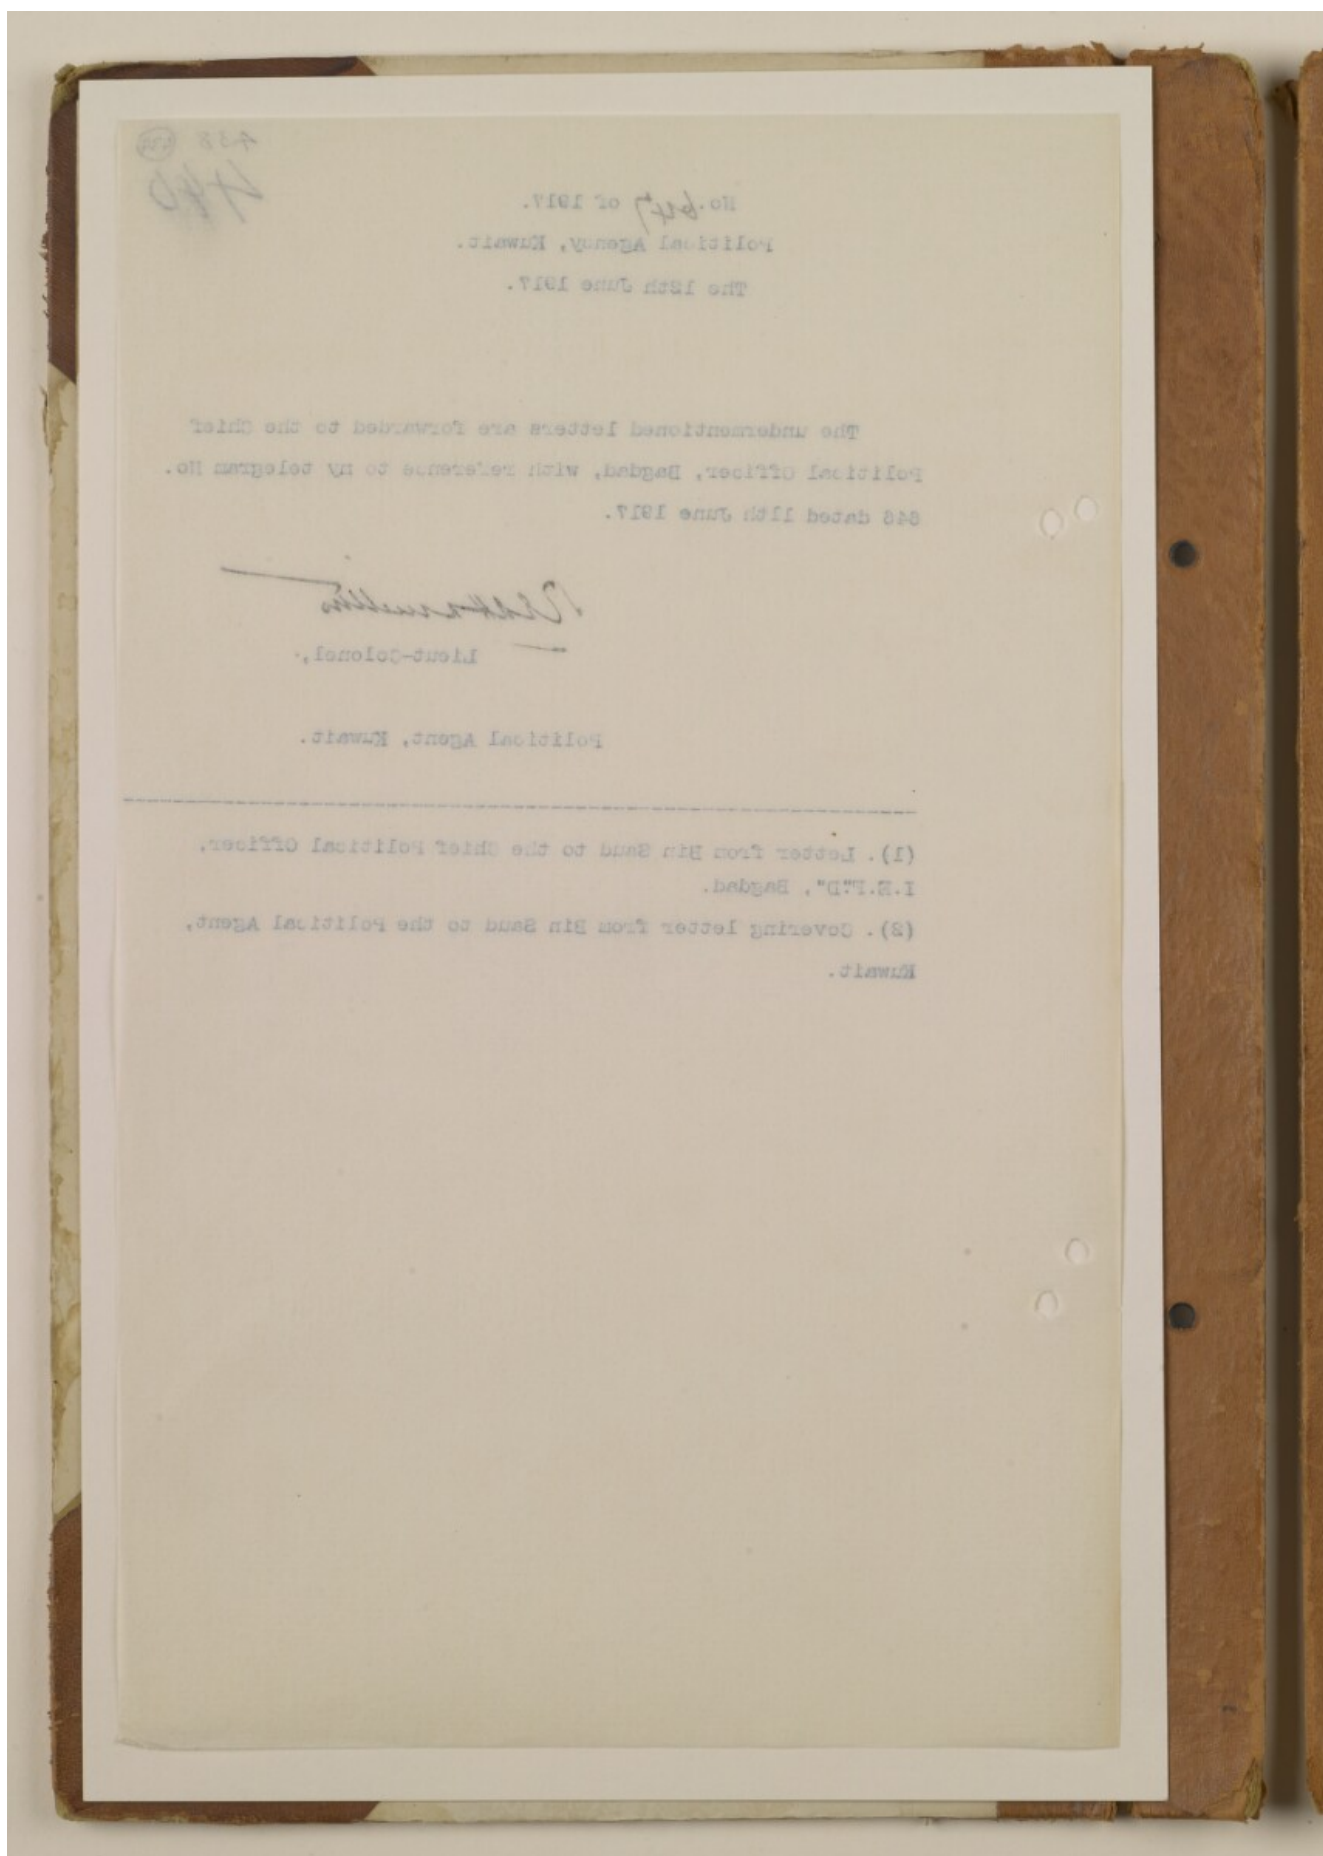 438
No. 647 of 1917.
Political Agency, Kuwait.
The 12th June 1917.
The undermentioned letters are forwarded to the Chief
Political Officer, Bagdad, with reference to my telegram No.
646 dated 11th June 1917.
Lieut-Colonel,
Political Agent, Kuwait.
(1). Letter from Bin Saud to the Chief Political Officer,
I.E.F"D", Bagdad.
(2). Covering letter from Bin Saud to the Political Agent,
Kuwait.